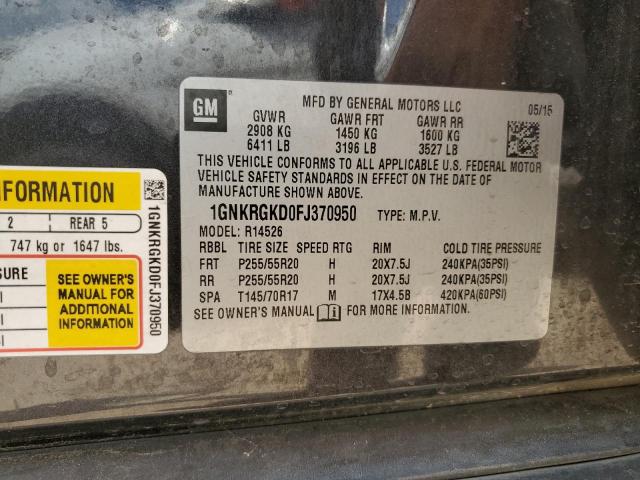 GM
MFD BY GENERAL MOTORS LLC 05/15
GVWR GAWR FRT GAWR RR
2908 KG 1450 KG 1600 KG
6411 LB 3196 LB 3527 LB
THIS VEHICLE CONFORMS TO ALL APPLICABLE U.S. FEDERAL MOTOR
VEHICLE SAFETY STANDARDS IN EFFECT ON THE DATE OF
MANUFACTURE SHOWN ABOVE.
1GNKRGKD0FJ370950 TYPE: M.P.V.
MODEL: R14526
RBBL TIRE SIZE SPEED RTG RIM COLD TIRE PRESSURE
FRT P255/55R20 H 20X7.5J 240KPA(35PSI)
RR P255/55R20 H 20X7.5J 240KPA(35PSI)
SPA T145/70R17 M 17X4.5B 420KPA(60PSI)
SEE OWNER'S MANUAL FOR MORE INFORMATION.
NFORMATION
2 REAR 5
747 kg or 1647 lbs.
SURE
SEE OWNER'S
MANUAL FOR
ADDITIONAL
INFORMATION
1GNKRGKD0FJ370950